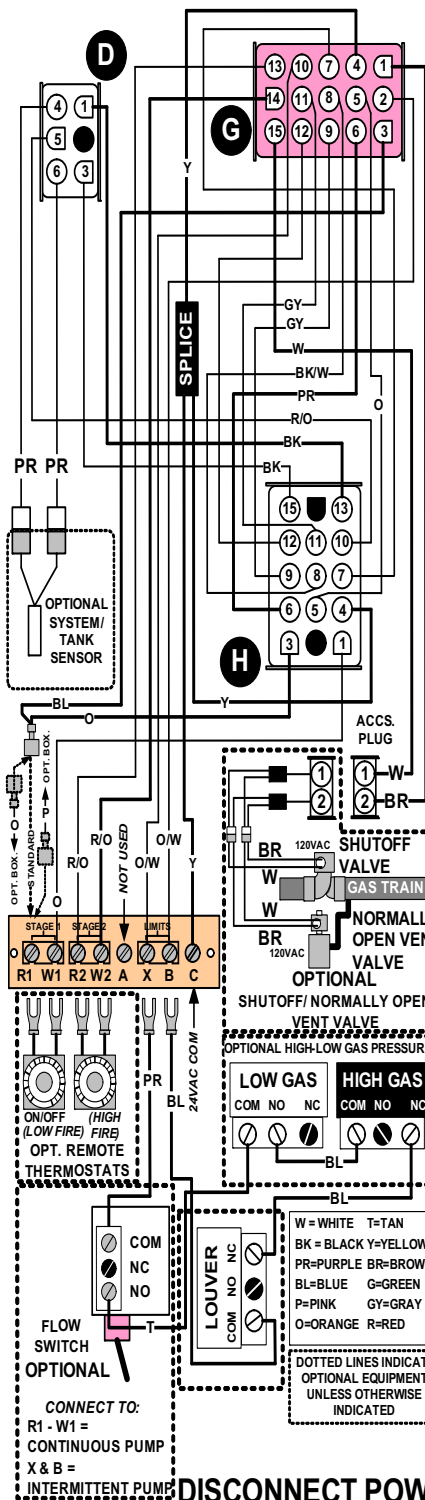 D
G
13
10
7
4
1
14
11
8
5
2
15
12
9
6
3
4
1
5
6
3
Y
SPLICE
GY
GY
W
BK/W
O
PR
R/O
BK
BK
PR PR
15
13
12
11
10
9
8
7
6
5
4
3
1
OPTIONAL
SYSTEM/
TANK
SENSOR
H
BL
O
Y
ACCS.
PLUG
1
2
1
2
W
BR
OPT. BOX.
O
STANDARD
OPT. BOX.
P
O
R/O
R/O
NOT USED
O/W
O/W
Y
BR
W
W
BR
120VAC
120VAC
SHUTOFF
VALVE
GAS TRAIN
NORMALL
OPEN VEN
VALVE
OPTIONAL
SHUTOFF/ NORMALLY OPEN
VENT VALVE
STAGE 1
STAGE 2
LIMITS
R1 W1 R2 W2 A X B C
PR
BL
24VAC COM
ON/OFF
(LOW FIRE)
(HIGH
FIRE)
OPT. REMOTE
THERMOSTATS
OPTIONAL HIGH-LOW GAS PRESSUR
LOW GAS
COM NO NC
HIGH GAS
COM NO NC
BL
BL
COM
NC
NO
T
FLOW
SWITCH
OPTIONAL
LOUVER
COM NO NC
CONNECT TO:
R1 - W1 =
CONTINUOUS PUMP
X & B =
INTERMITTENT PUMP
W = WHITE T=TAN
BK = BLACK Y=YELLOW
PR=PURPLE BR=BROW
BL=BLUE G=GREEN
P=PINK GY=GRAY
O=ORANGE R=RED
DOTTED LINES INDICAT
OPTIONAL EQUIPMENT
UNLESS OTHERWISE
INDICATED
DISCONNECT POW